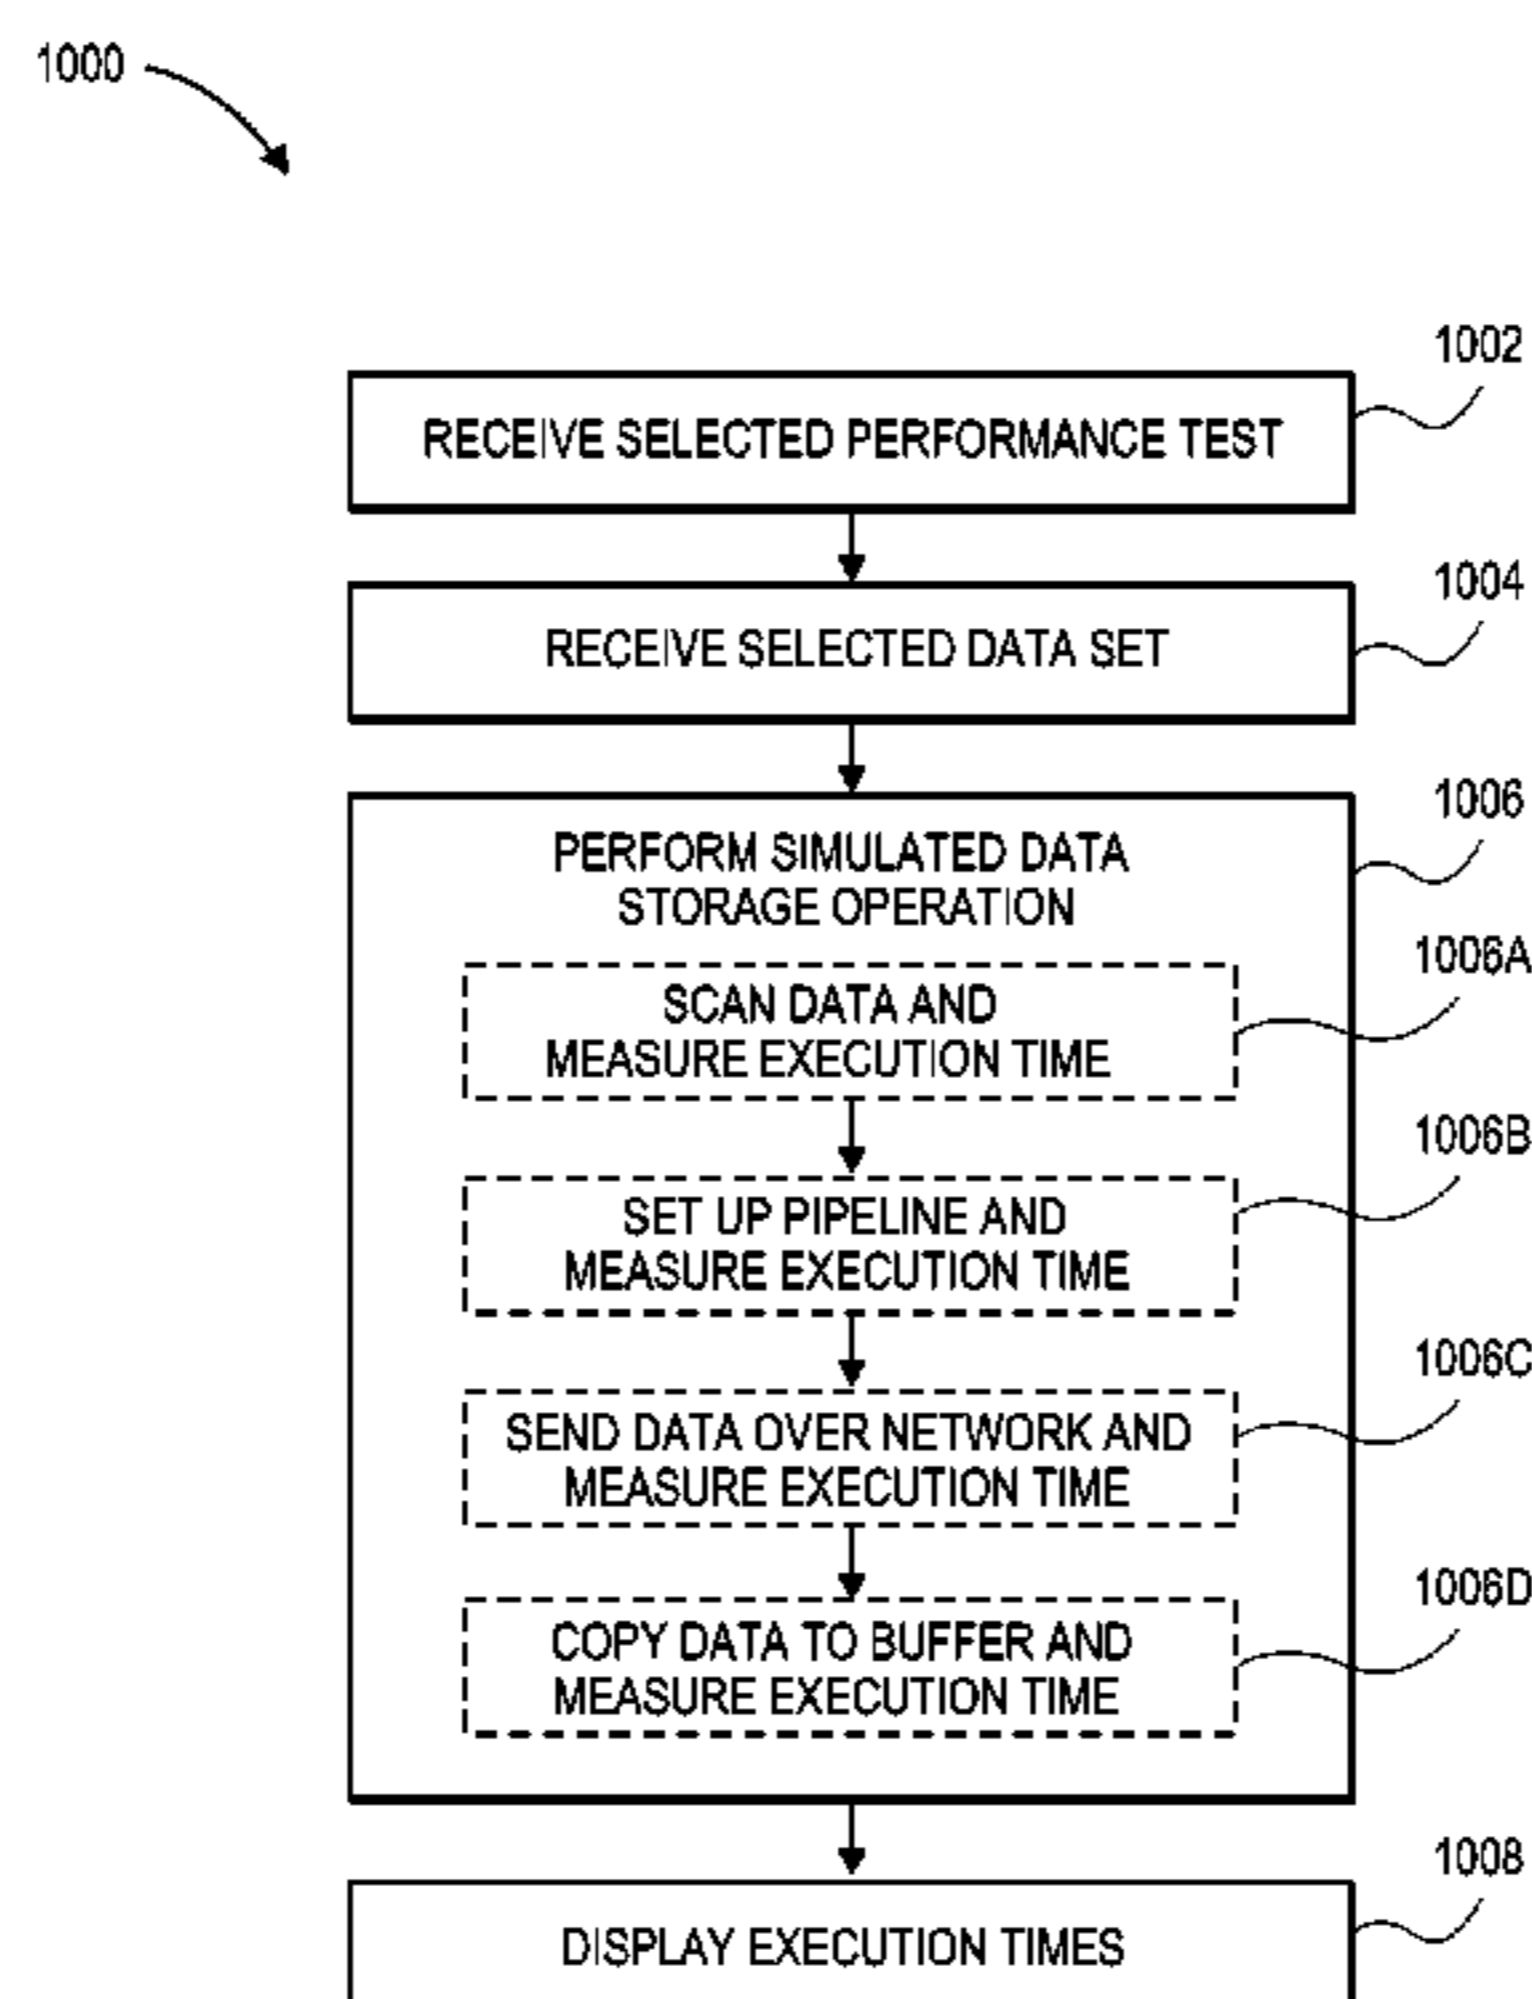 1000
1002
RECEIVE SELECTED PERFORMANCE TEST
1004
RECEIVE SELECTED DATA SET
1006
PERFORM SIMULATED DATA
STORAGE OPERATION
1006A
SCAN DATA AND
MEASURE EXECUTION TIME
1006B
SET UP PIPELINE AND
MEASURE EXECUTION TIME
1006C
SEND DATA OVER NETWORK AND
MEASURE EXECUTION TIME
1006D
COPY DATA TO BUFFER AND
MEASURE EXECUTION TIME
1008
DISPLAY EXECUTION TIMES